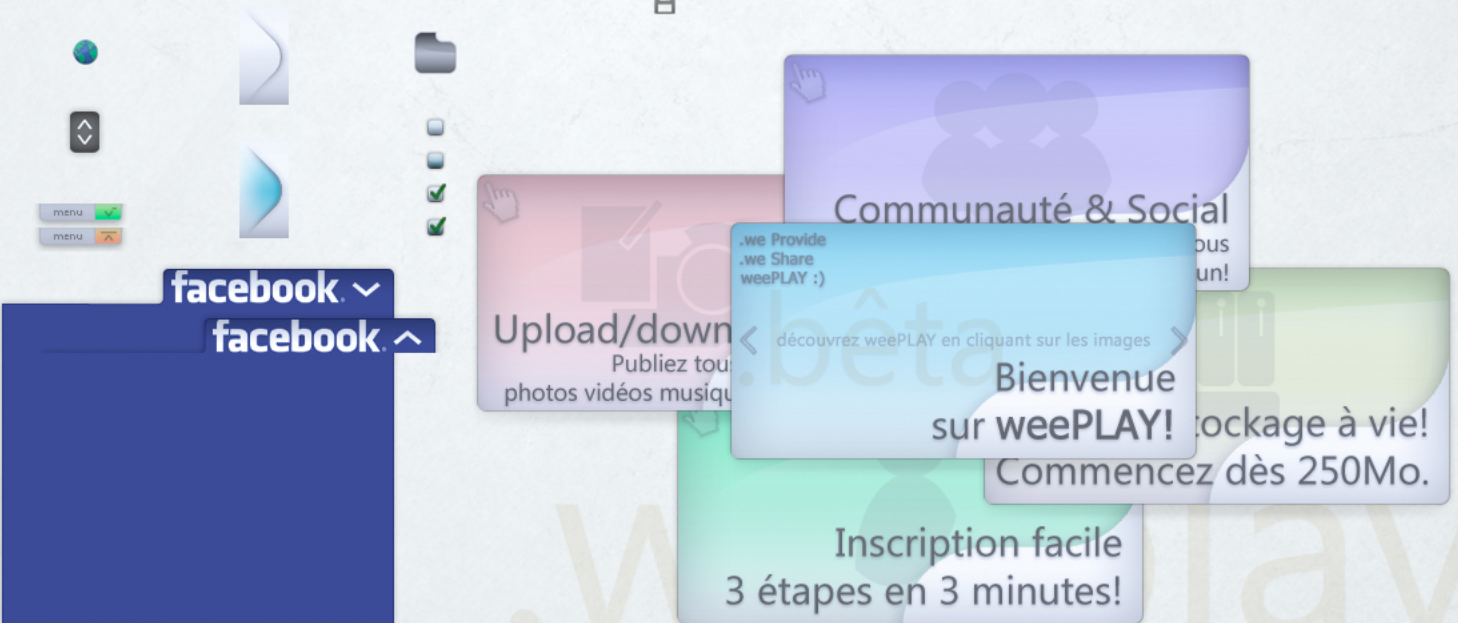 menu
menu
facebook.
facebook.
Communauté & Social
ous
un!
Upload/down
Publiez tou
photos vidéos musiqu
.we Provide
.we Share
weePLAY :)
.bêta
découvrez weePLAY en cliquant sur les images
Bienvenue
sur weePLAY!
tockage à vie!
Commencez dès 250Mo.
Inscription facile
3 étapes en 3 minutes!